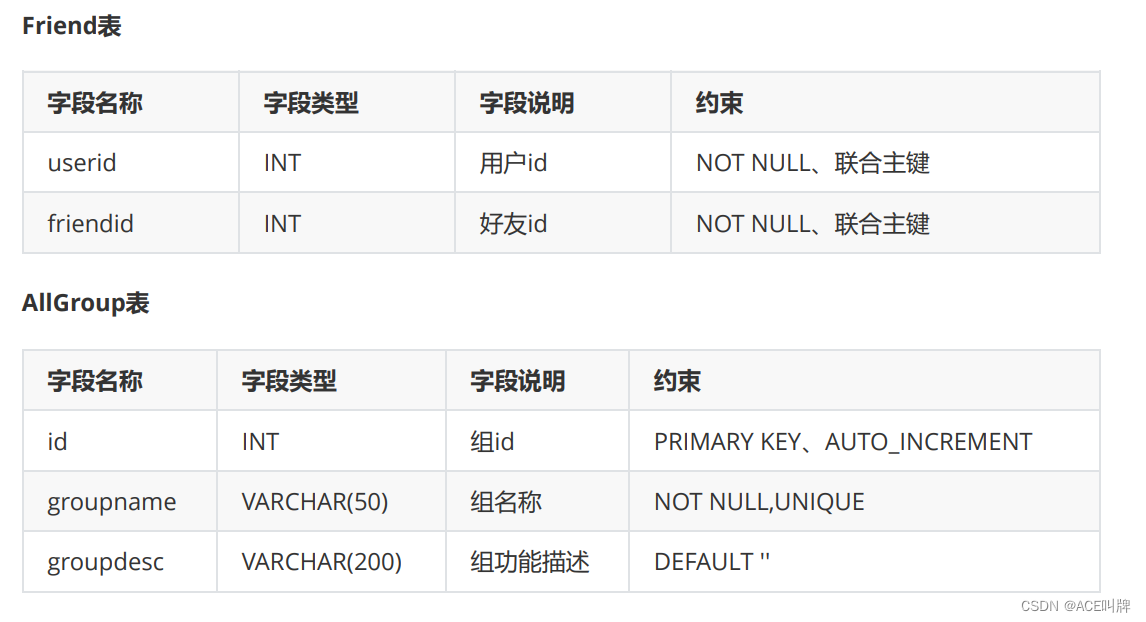 Friend表
字段名称 字段类型 字段说明 约束
userid INT 用户id NOT NULL、联合主键
friendid INT 好友id NOT NULL、联合主键
AllGroup表
字段名称 字段类型 字段说明 约束
id INT 组id PRIMARY KEY、AUTO_INCREMENT
groupname VARCHAR(50) 组名称 NOT NULL,UNIQUE
groupdesc VARCHAR(200) 组功能描述 DEFAULT ''
CSDN @ACE叫牌